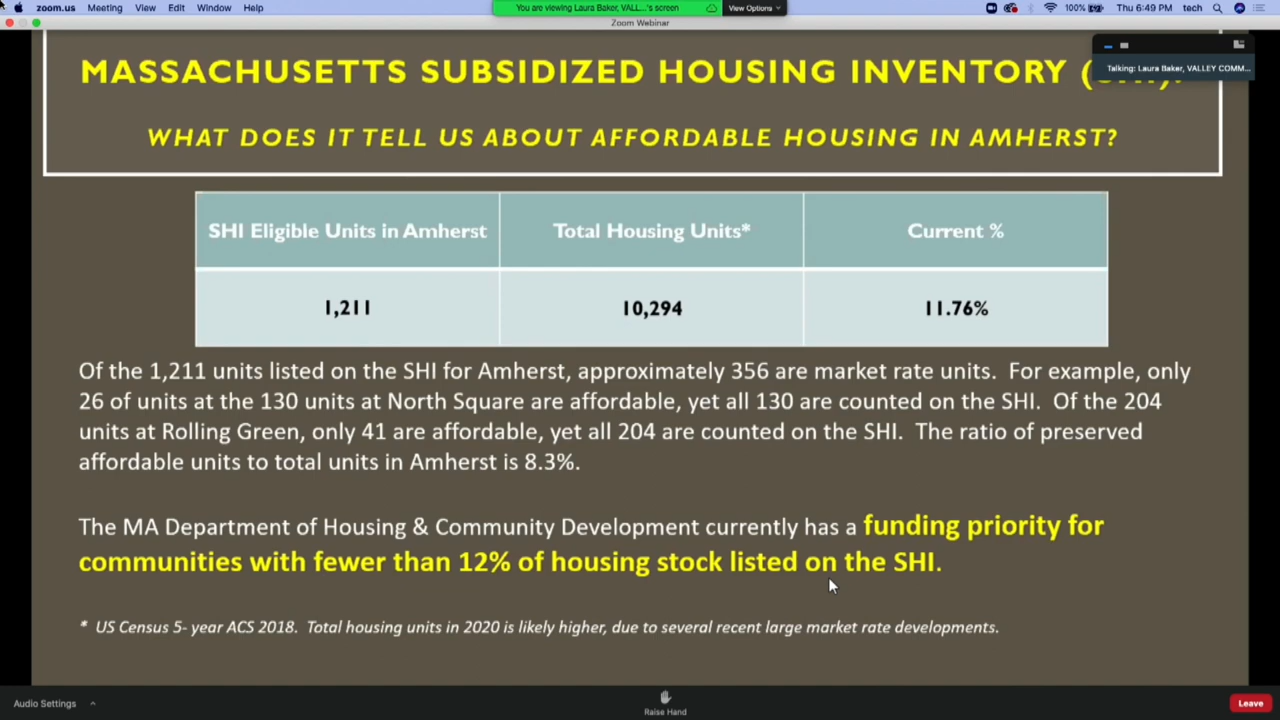 zoom.us Meeting View Edit Window Help
You are viewing Laura Baker, VALL...'s screen View Options
100% Thu 6:49 PM tech
Zoom Webinar
Talking: Laura Baker, VALLEY COMM...
MASSACHUSETTS SUBSIDIZED HOUSING INVENTORY
WHAT DOES IT TELL US ABOUT AFFORDABLE HOUSING IN AMHERST?
SHI Eligible Units in Amherst Total Housing Units* Current %
1,211 10,294 11.76%
Of the 1,211 units listed on the SHI for Amherst, approximately 356 are market rate units. For example, only
26 of units at the 130 units at North Square are affordable, yet all 130 are counted on the SHI. Of the 204
units at Rolling Green, only 41 are affordable, yet all 204 are counted on the SHI. The ratio of preserved
affordable units to total units in Amherst is 8.3%.
The MA Department of Housing & Community Development currently has a funding priority for
communities with fewer than 12% of housing stock listed on the SHI.
* US Census 5- year ACS 2018. Total housing units in 2020 is likely higher, due to several recent large market rate developments.
Audio Settings Raise Hand Leave